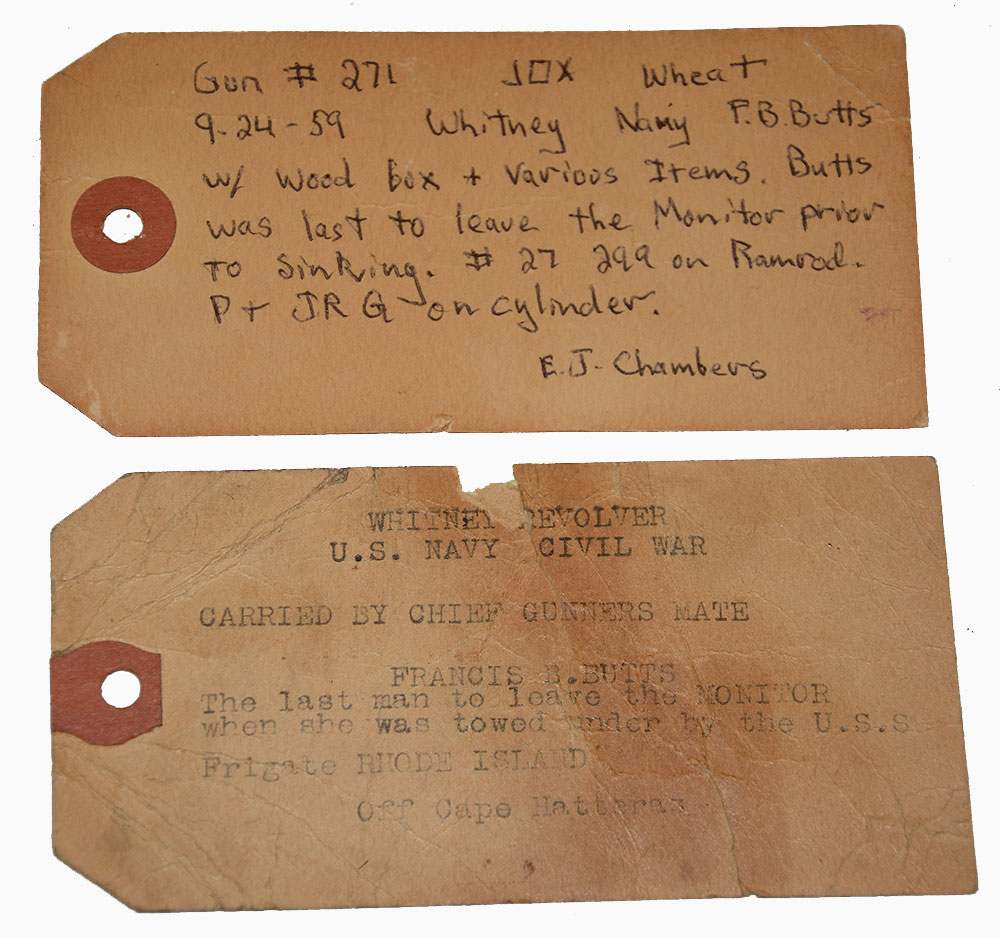 Gun # 271 J□X Wheat
9-24-59 Whitney Navy F.B.Butts
w/ Wood box + Various Items. Butts
was last to leave the Monitor prior
to sinking. # 27 299 on Ramrod.
P + JRG on cylinder.
E.J. Chambers
WHITNEY REVOLVER
U.S. NAVY CIVIL WAR
CARRIED BY CHIEF GUNNERS MATE
FRANCIS B.BUTTS
The last man to leave the MONITOR
when she was towed under by the U.S.S
Frigate RHODE ISLAND
Off Cape Hatteras